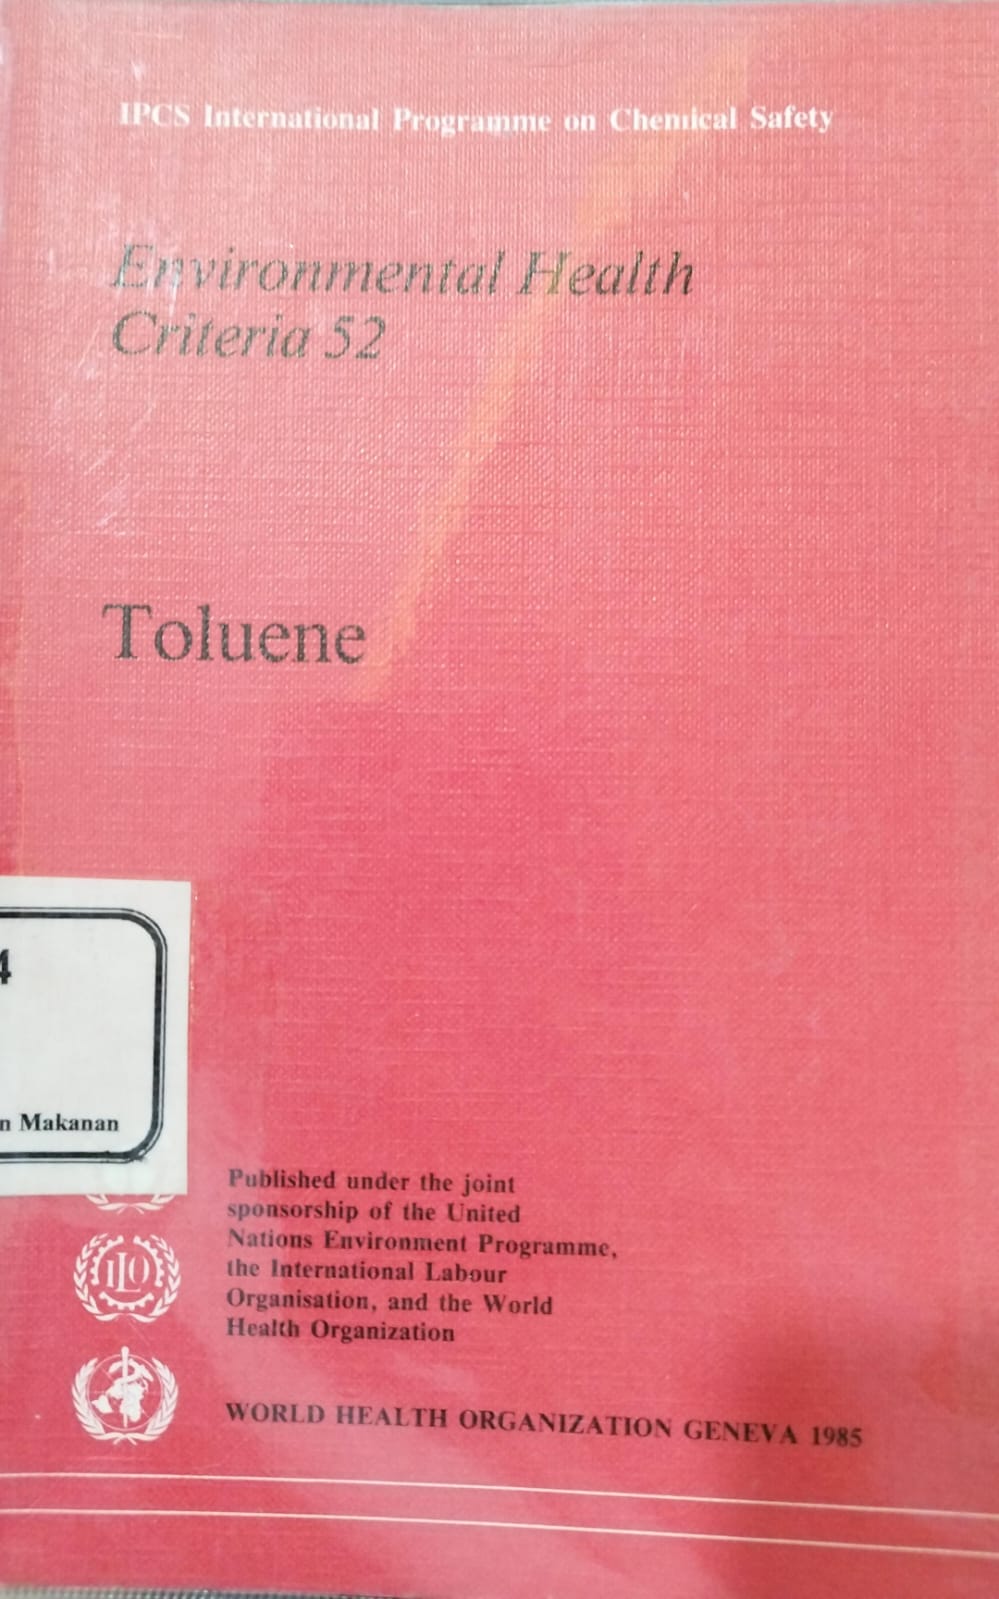 IPCS International Programme on Chemical Safety
Environmental Health
Criteria 52
Toluene
4
n Makanan
Published under the joint
sponsorship of the United
Nations Environment Programme,
the International Labour
Organisation, and the World
Health Organization
ILO
WORLD HEALTH ORGANIZATION GENEVA 1985